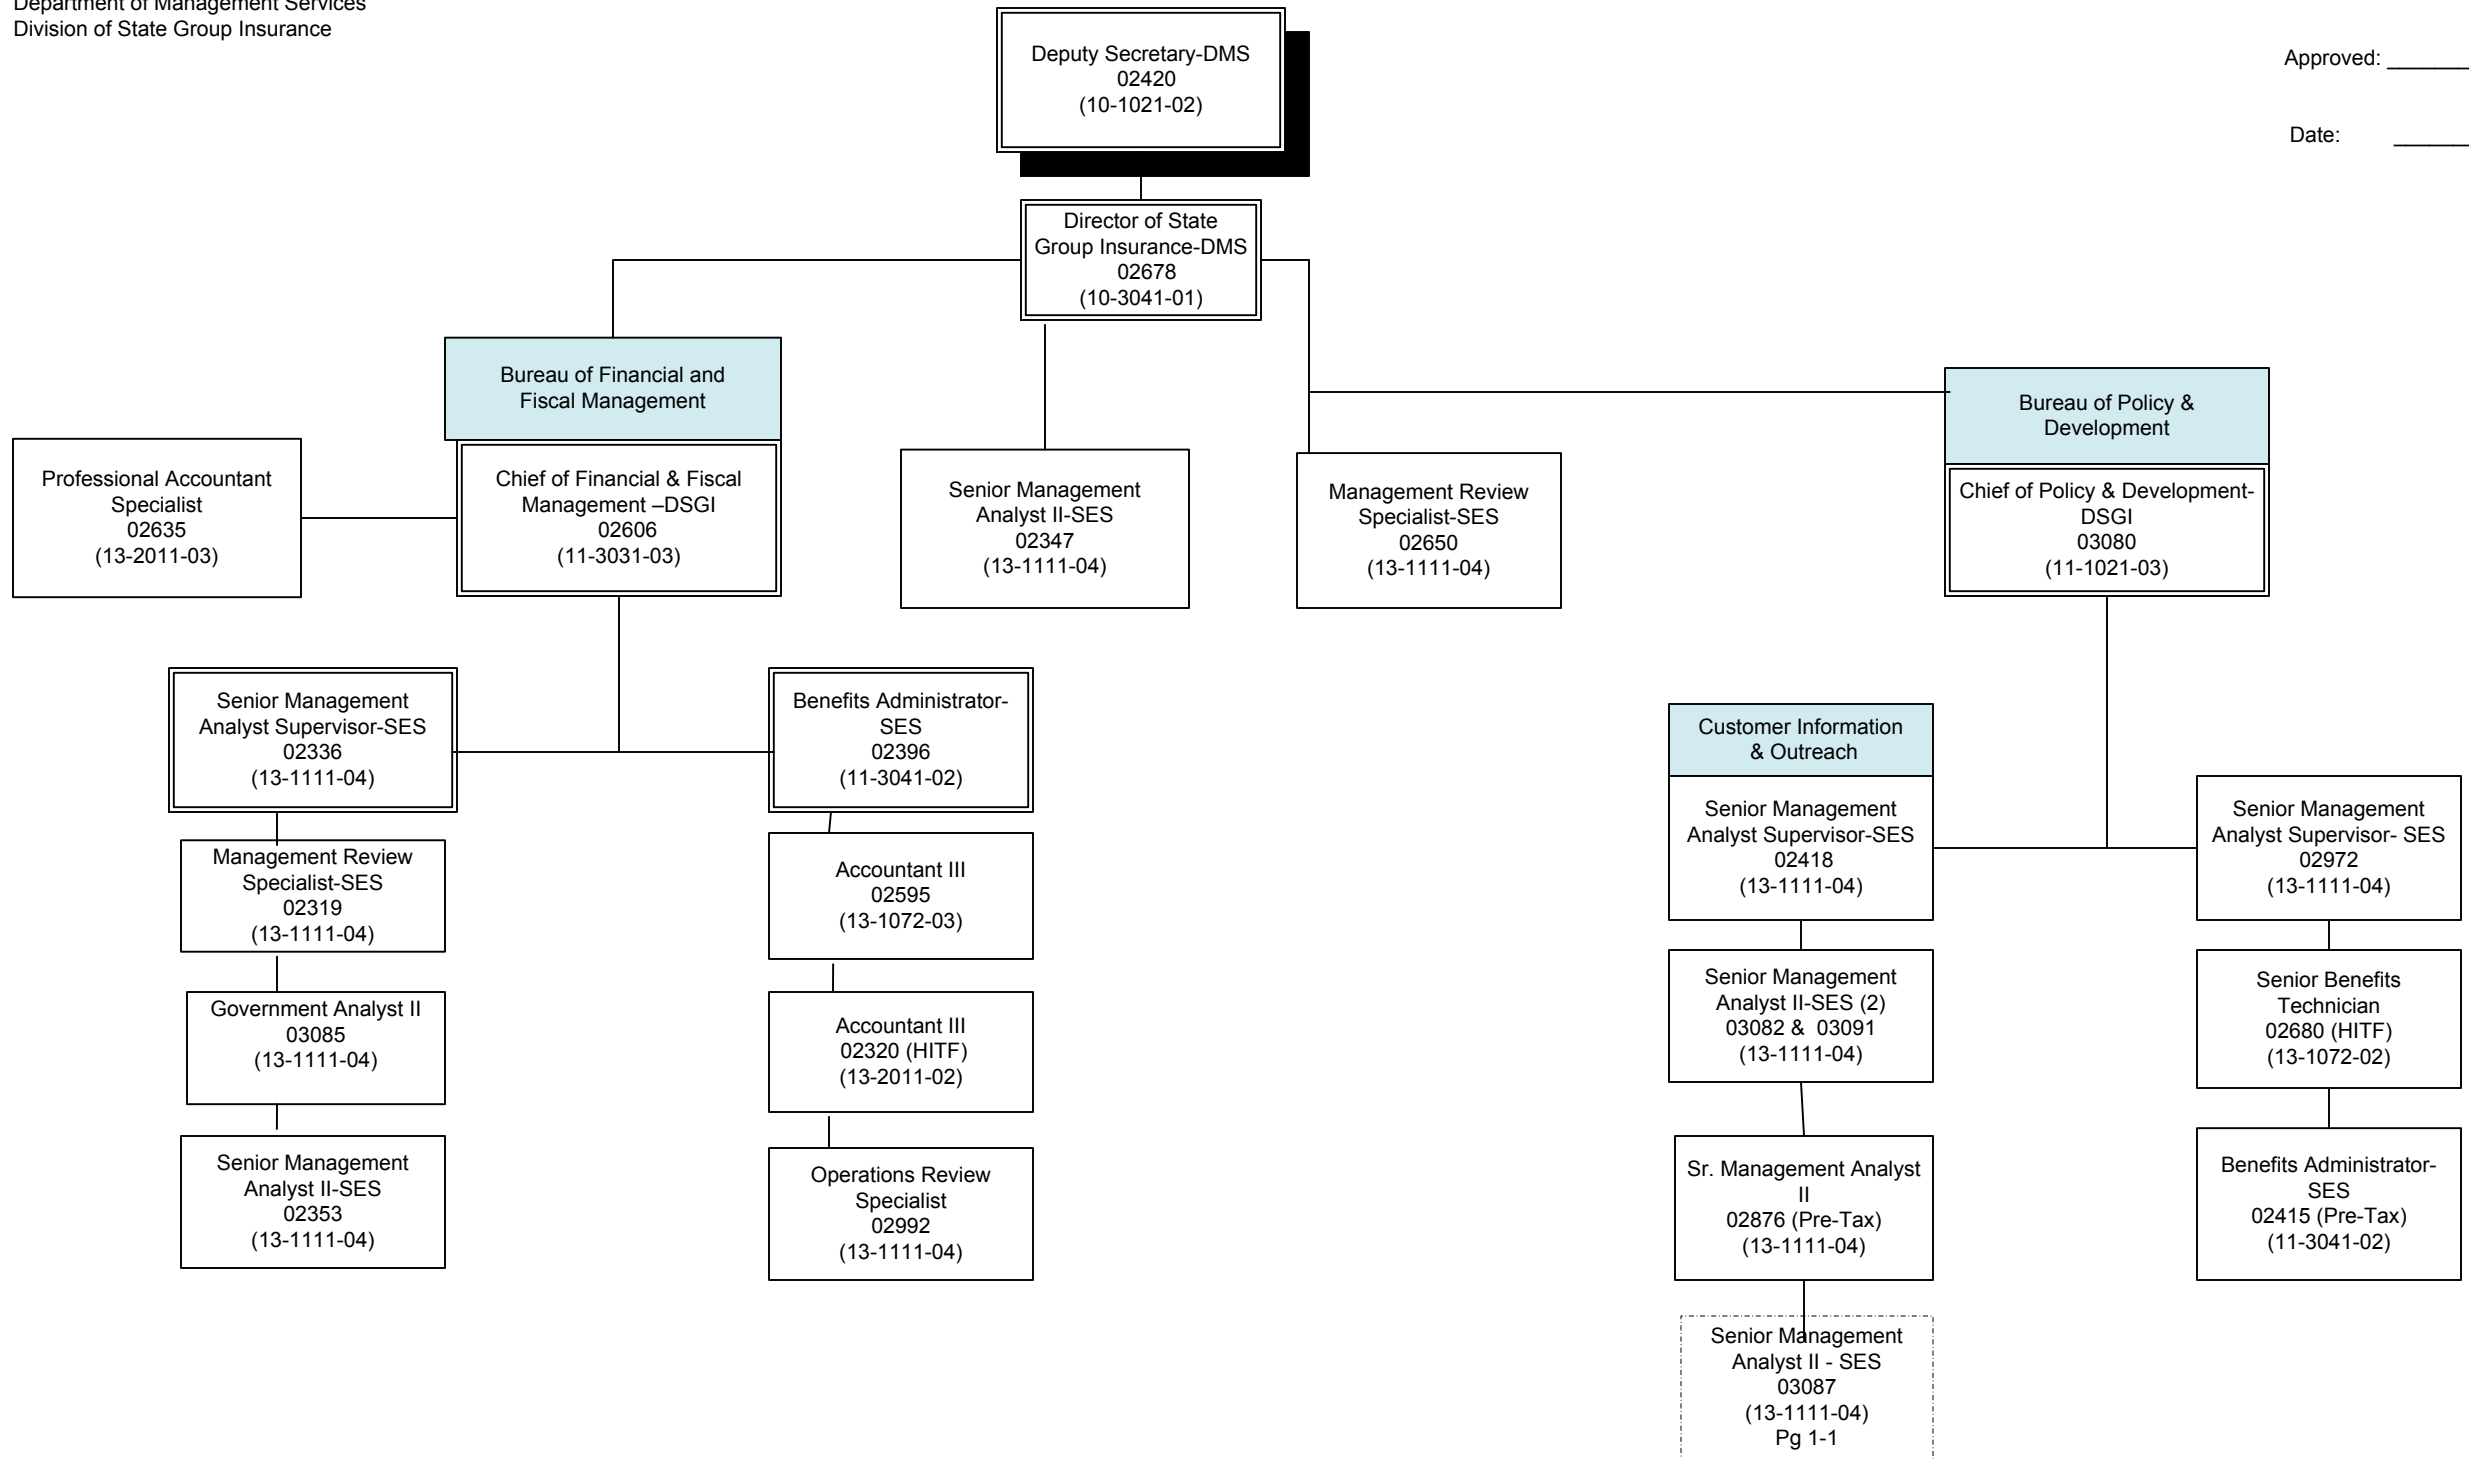 Department of Management Services
Division of State Group Insurance
Approved: _______
Date: _______
Deputy Secretary-DMS
02420
(10-1021-02)
Director of State
Group Insurance-DMS
02678
(10-3041-01)
Bureau of Financial and
Fiscal Management
Bureau of Policy &
Development
Professional Accountant
Specialist
02635
(13-2011-03)
Chief of Financial & Fiscal
Management –DSGI
02606
(11-3031-03)
Senior Management
Analyst II-SES
02347
(13-1111-04)
Management Review
Specialist-SES
02650
(13-1111-04)
Chief of Policy & Development-
DSGI
03080
(11-1021-03)
Senior Management
Analyst Supervisor-SES
02336
(13-1111-04)
Benefits Administrator-
SES
02396
(11-3041-02)
Customer Information
& Outreach
Senior Management
Analyst Supervisor-SES
02418
(13-1111-04)
Senior Management
Analyst Supervisor- SES
02972
(13-1111-04)
Management Review
Specialist-SES
02319
(13-1111-04)
Accountant III
02595
(13-1072-03)
Senior Management
Analyst II-SES (2)
03082 & 03091
(13-1111-04)
Senior Benefits
Technician
02680 (HITF)
(13-1072-02)
Government Analyst II
03085
(13-1111-04)
Accountant III
02320 (HITF)
(13-2011-02)
Senior Management
Analyst II-SES
02353
(13-1111-04)
Operations Review
Specialist
02992
(13-1111-04)
Sr. Management Analyst
II
02876 (Pre-Tax)
(13-1111-04)
Benefits Administrator-
SES
02415 (Pre-Tax)
(11-3041-02)
Senior Management
Analyst II - SES
03087
(13-1111-04)
Pg 1-1